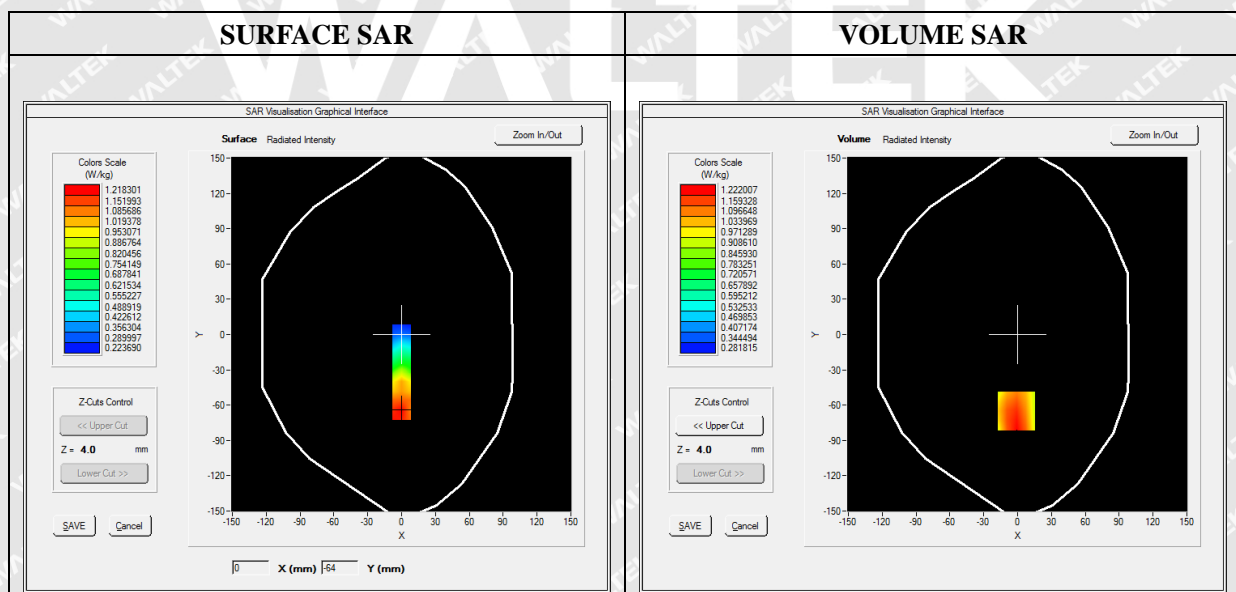 SURFACE SAR
SAR Visualisation Graphical Interface
Surface Radiated Intensity
Zoom In/Out
Colors Scale
(W/kg)
1.218301
1.151993
1.085686
1.019378
0.953071
0.886764
0.820456
0.754149
0.687841
0.621534
0.555227
0.488919
0.422612
0.356304
0.289997
0.223690
Z-Cuts Control
<< Upper Cut
Z = 4.0 mm
Lower Cut >>
SAVE Cancel
150
120
90
60
30
0
-30
-60
-90
-120
-150
Y
-150 -120 -90 -60 -30 0 30 60 90 120 150
X
0 X (mm) -64 Y (mm)
VOLUME SAR
SAR Visualisation Graphical Interface
Volume Radiated Intensity
Zoom In/Out
Colors Scale
(W/kg)
1.222007
1.159328
1.096648
1.033969
0.971289
0.908610
0.845930
0.783251
0.720571
0.657892
0.595212
0.532533
0.469853
0.407174
0.344494
0.281815
Z-Cuts Control
<< Upper Cut
Z = 4.0 mm
Lower Cut >>
SAVE Cancel
150
120
90
60
30
0
-30
-60
-90
-120
-150
Y
-150 -120 -90 -60 -30 0 30 60 90 120 150
X
WALTEK